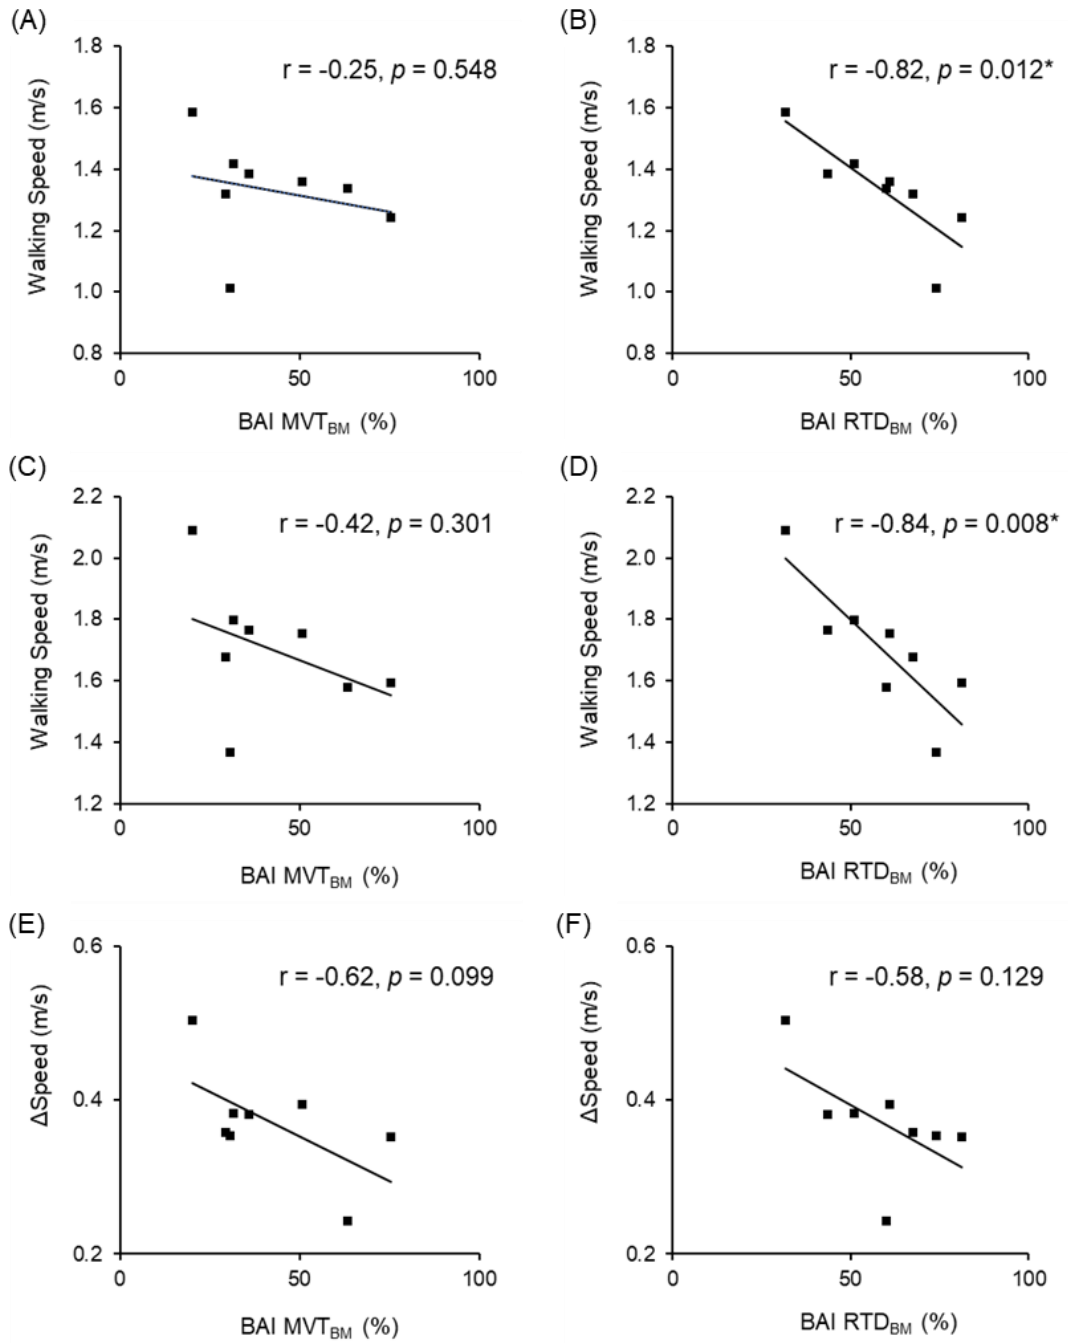 (A)
r = -0.25, p = 0.548
Walking Speed (m/s)
1.8
1.6
1.4
1.2
1.0
0.8
0
50
100
BAI MVTBM (%)
(B)
r = -0.82, p = 0.012*
Walking Speed (m/s)
1.8
1.6
1.4
1.2
1.0
0.8
0
50
100
BAI RTDBM (%)
(C)
r = -0.42, p = 0.301
Walking Speed (m/s)
2.2
2.0
1.8
1.6
1.4
1.2
0
50
100
BAI MVTBM (%)
(D)
r = -0.84, p = 0.008*
Walking Speed (m/s)
2.2
2.0
1.8
1.6
1.4
1.2
0
50
100
BAI RTDBM (%)
(E)
r = -0.62, p = 0.099
ΔSpeed (m/s)
0.6
0.4
0.2
0
50
100
BAI MVTBM (%)
(F)
r = -0.58, p = 0.129
ΔSpeed (m/s)
0.6
0.4
0.2
0
50
100
BAI RTDBM (%)